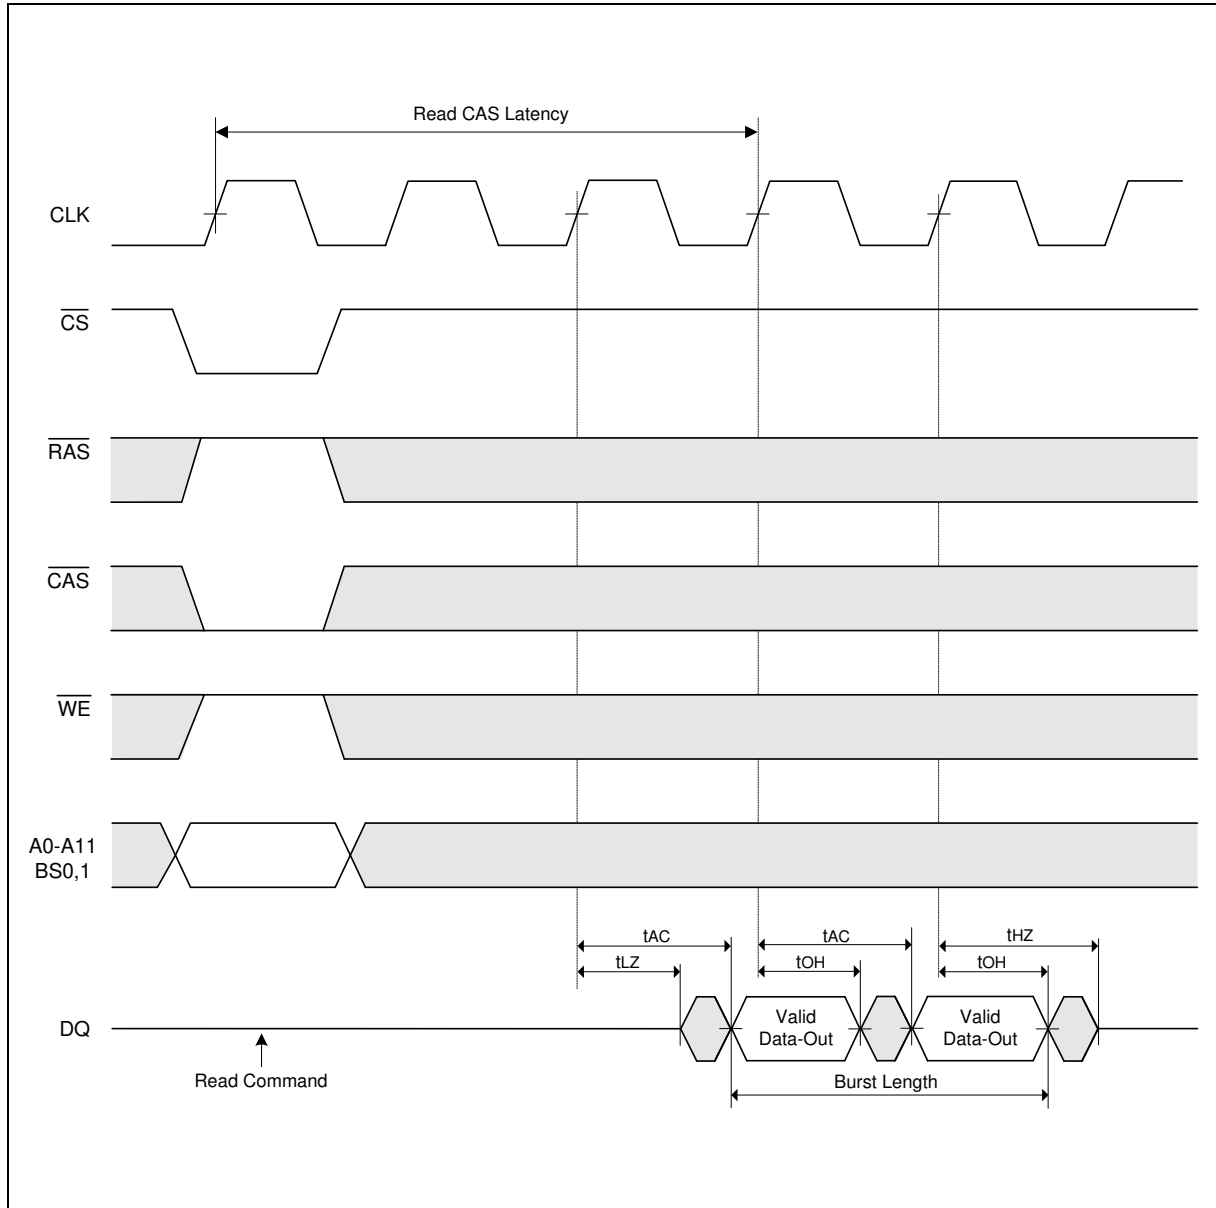 Read CAS Latency
CLK
CS
RAS
CAS
WE
A0-A11
BS0,1
tAC
tAC
tHZ
tLZ
tOH
tOH
DQ
Valid
Data-Out
Valid
Data-Out
Read Command
Burst Length